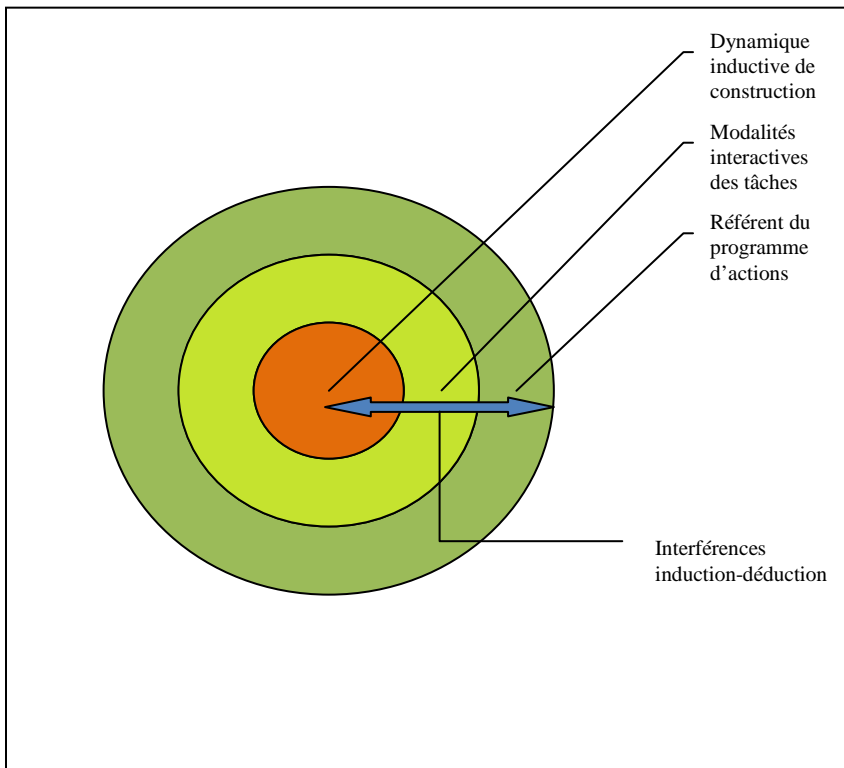 Dynamique
inductive de
construction
Modalités
interactives
des tâches
Référent du
programme
d’actions
Interférences
induction-déduction